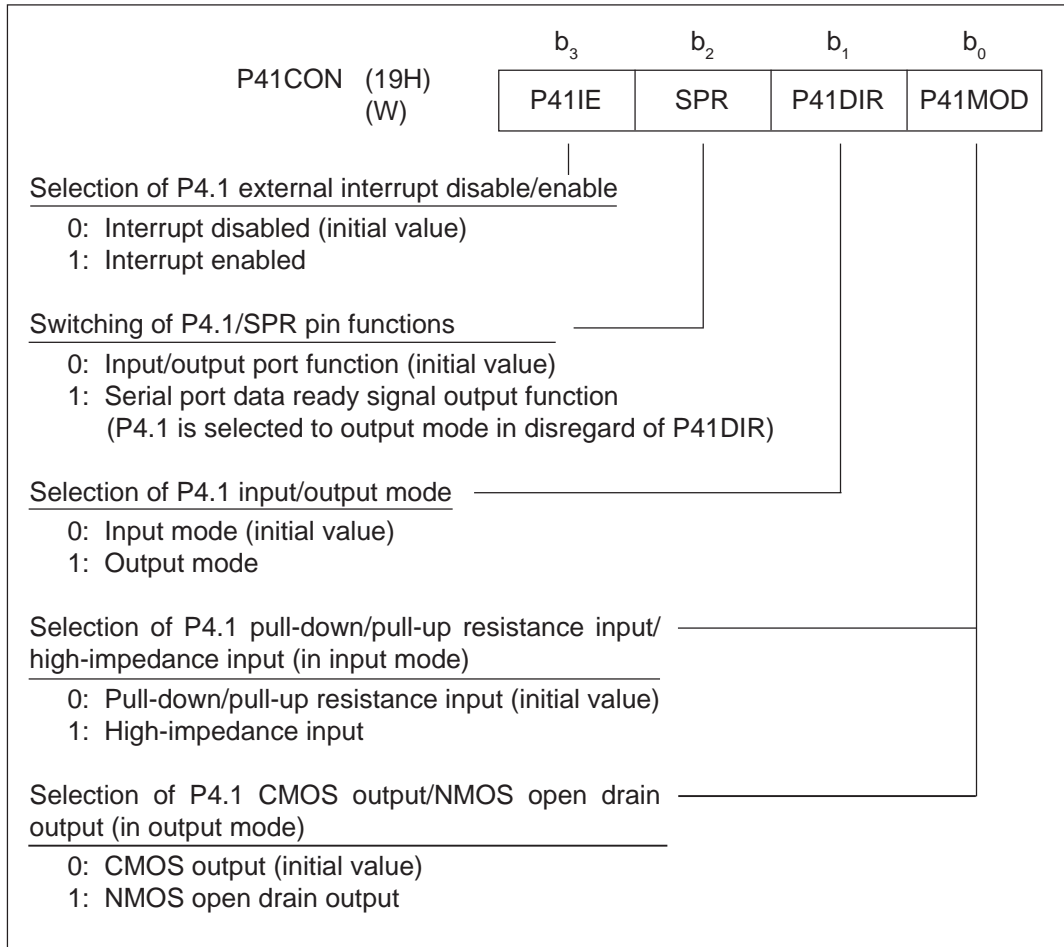 b3 b2 b1 b0
P41CON (19H)
(W)
P41IE SPR P41DIR P41MOD
Selection of P4.1 external interrupt disable/enable
0: Interrupt disabled (initial value)
1: Interrupt enabled
Switching of P4.1/SPR pin functions
0: Input/output port function (initial value)
1: Serial port data ready signal output function
(P4.1 is selected to output mode in disregard of P41DIR)
Selection of P4.1 input/output mode
0: Input mode (initial value)
1: Output mode
Selection of P4.1 pull-down/pull-up resistance input/
high-impedance input (in input mode)
0: Pull-down/pull-up resistance input (initial value)
1: High-impedance input
Selection of P4.1 CMOS output/NMOS open drain
output (in output mode)
0: CMOS output (initial value)
1: NMOS open drain output